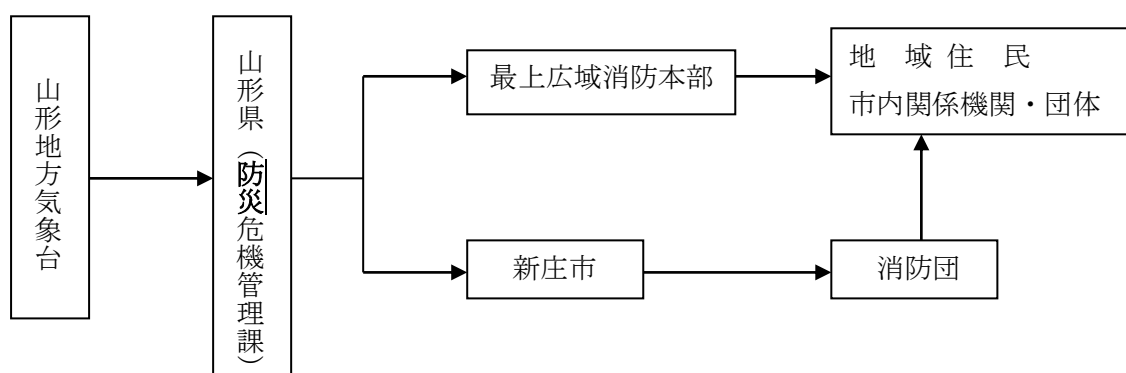 山形地方気象台
山形県（防災危機管理課）
最上広域消防本部
地域住民
市内関係機関・団体
新庄市
消防団